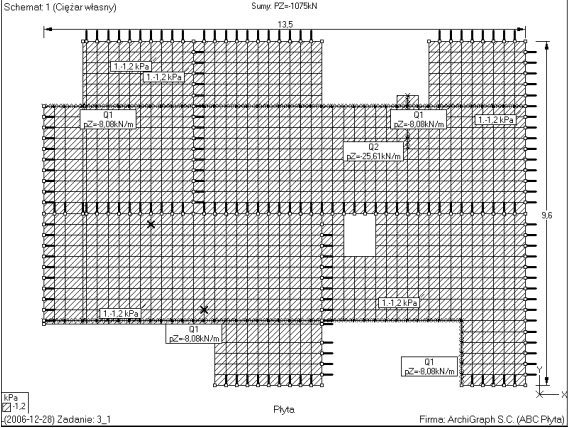 Schemat: 1 (Ciężar własny)
Sumy: PZ=-1075kN
13,5
1.-1,2 kPa
1.-1,2 kPa
Q1
pZ=-8,08kN/m
Q1
pZ=-8,08kN/m
1.-1,2 kPa
Q2
pZ=-25,61kN/m
9,6
1.-1,2 kPa
1.-1,2 kPa
Q1
pZ=-8,08kN/m
Q1
pZ=-8,08kN/m
Y
X
kPa
-1,2
Płyta
(2006-12-28) Zadanie: 3_1
Firma: ArchiGraph S.C. (ABC Płyta)